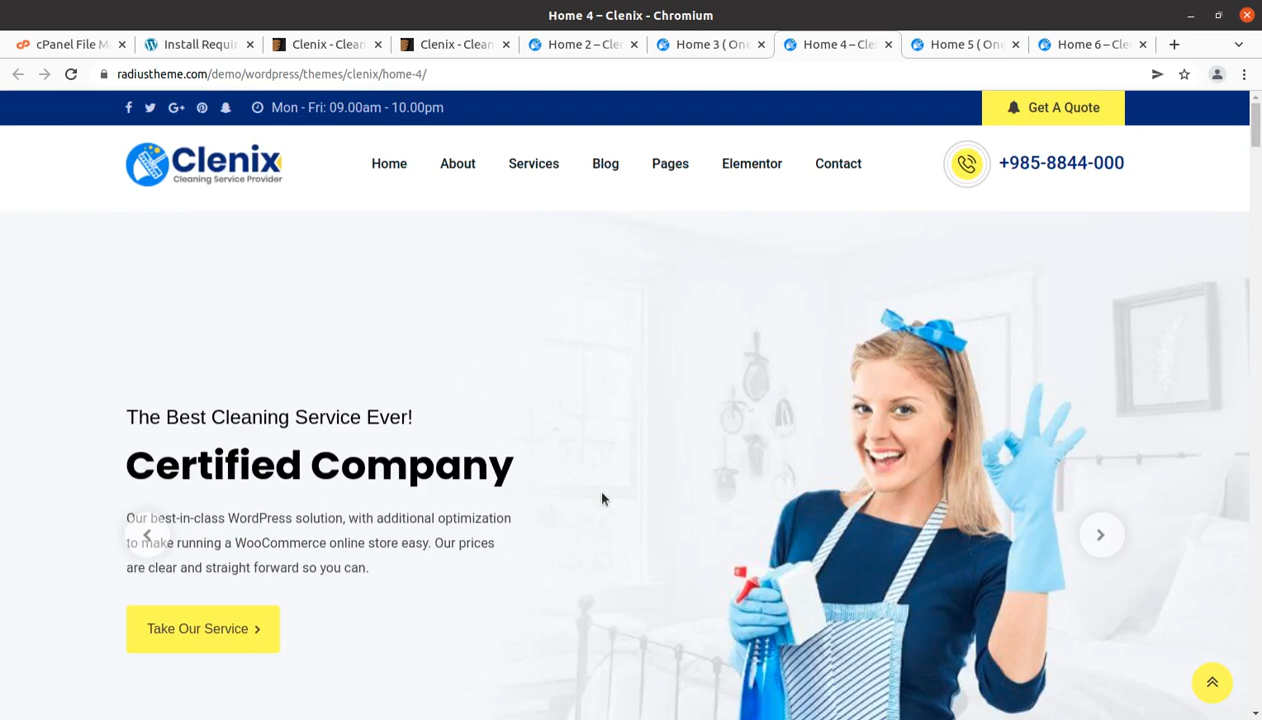 Home 4 – Clenix - Chromium
cPanel File M
Install Requir
Clenix - Clean
Clenix - Clean
Home 2 – Cle
Home 3 ( One
Home 4 – Cle
Home 5 ( One
Home 6 – Cle
radiustheme.com/demo/wordpress/themes/clenix/home-4/
Mon - Fri: 09.00am - 10.00pm
Get A Quote
Clenix
Cleaning Service Provider
Home
About
Services
Blog
Pages
Elementor
Contact
+985-8844-000
The Best Cleaning Service Ever!
Certified Company
Our best-in-class WordPress solution, with additional optimization
to make running a WooCommerce online store easy. Our prices
are clear and straight forward so you can.
Take Our Service